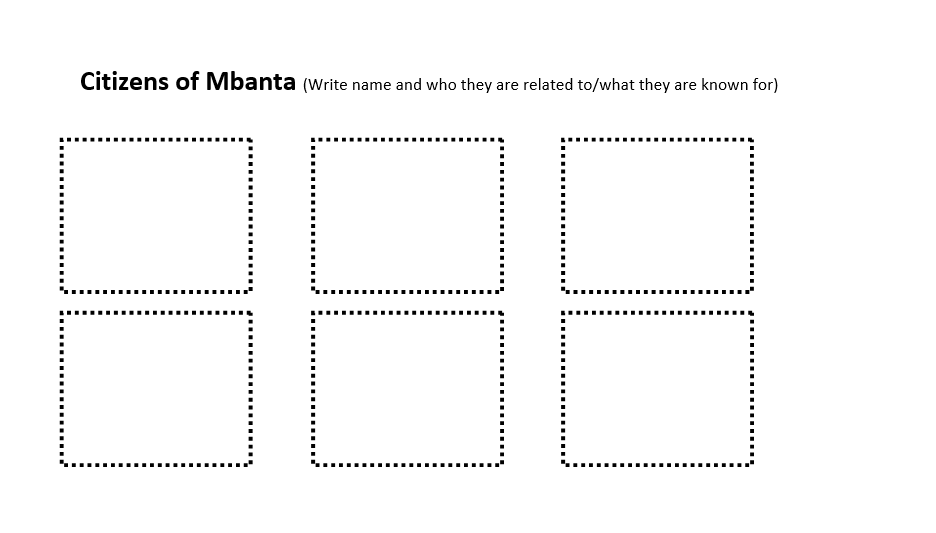 Citizens of Mbanta (Write name and who they are related to/what they are known for)